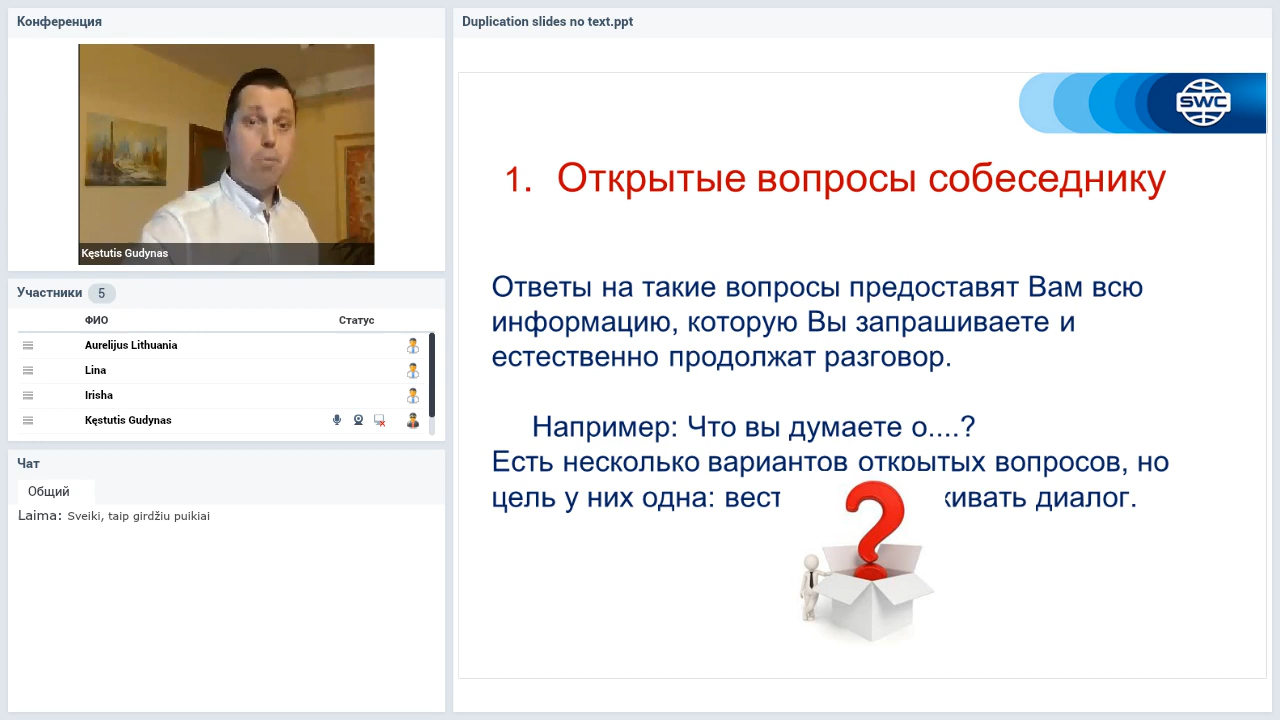 Конференция
Kęstutis Gudynas
Участники 5
ФИО Статус
Aurelijus Lithuania
Lina
Irisha
Kęstutis Gudynas
Чат
Общий
Laima: Sveiki, taip girdžiu puikiai
Duplication slides no text.ppt
SWC
1. Открытые вопросы собеседнику
Ответы на такие вопросы предоставят Вам всю
информацию, которую Вы запрашиваете и
естественно продолжат разговор.
Например: Что вы думаете о....?
Есть несколько вариантов открытых вопросов, но
цель у них одна: вест живать диалог.